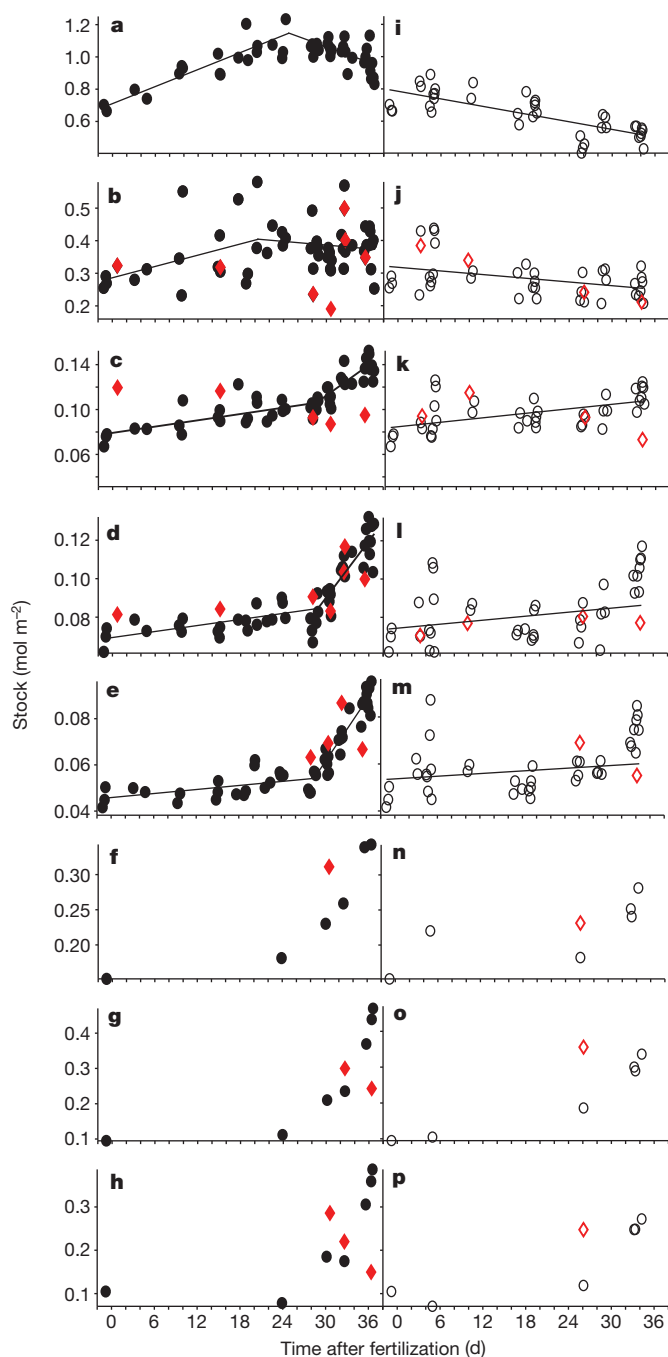 a
i
1.2
1.0
0.8
0.6
b
j
0.5
0.4
0.3
0.2
c
k
0.14
0.10
0.06
d
l
0.12
0.10
0.08
e
m
0.08
0.06
0.04
f
n
0.30
0.25
0.20
g
o
0.4
0.3
0.2
0.1
h
p
0.3
0.2
0.1
0 6 12 18 24 30 36 0 6 12 18 24 30 36
Time after fertilization (d)
Stock (mol m⁻²)